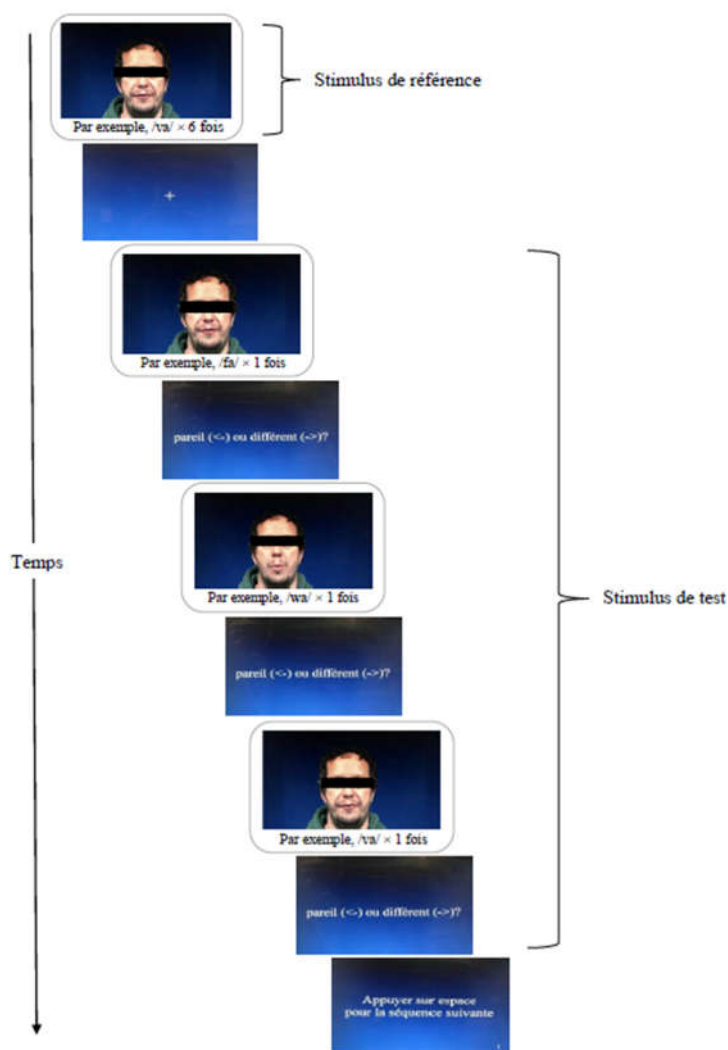 Stimulus de référence
Par exemple, /va/ × 6 fois
+
Par exemple, /fa/ × 1 fois
pareil (<-) ou différent (->)?
Par exemple, /wa/ × 1 fois
Temps
Stimulus de test
pareil (<-) ou différent (->)?
Par exemple, /va/ × 1 fois
pareil (<-) ou différent (->)?
Appuyer sur espace
pour la séquence suivante